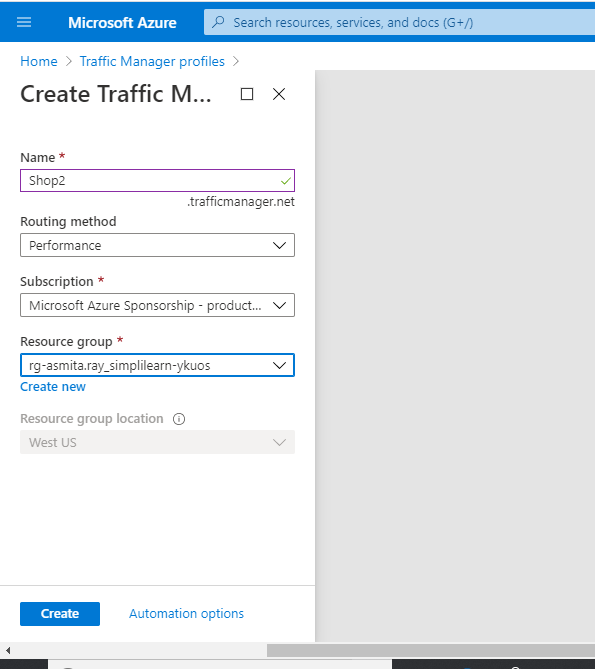 Microsoft Azure
Search resources, services, and docs (G+/)
Home > Traffic Manager profiles >
Create Traffic M...
Name *
Shop2
.trafficmanager.net
Routing method
Performance
Subscription *
Microsoft Azure Sponsorship - product...
Resource group *
rg-asmita.ray_simplilearn-ykuos
Create new
Resource group location
West US
Create
Automation options